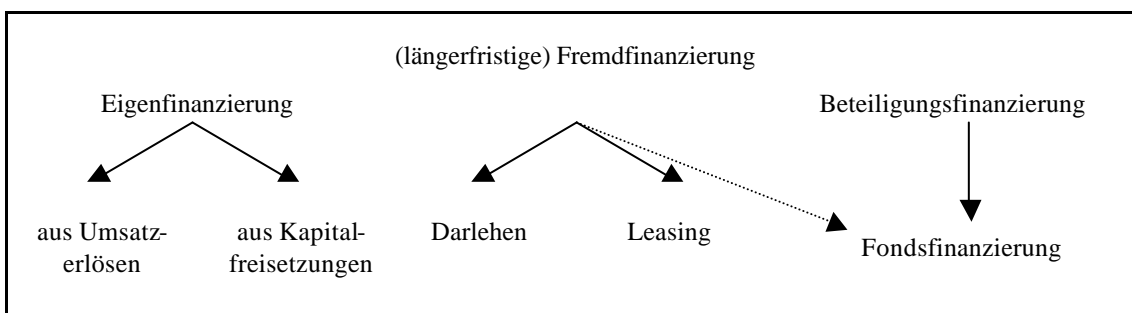 (längerfristige) Fremdfinanzierung
Eigenfinanzierung
Beteiligungsfinanzierung
aus Umsatz-
erlösen
aus Kapital-
freisetzungen
Darlehen
Leasing
Fondsfinanzierung